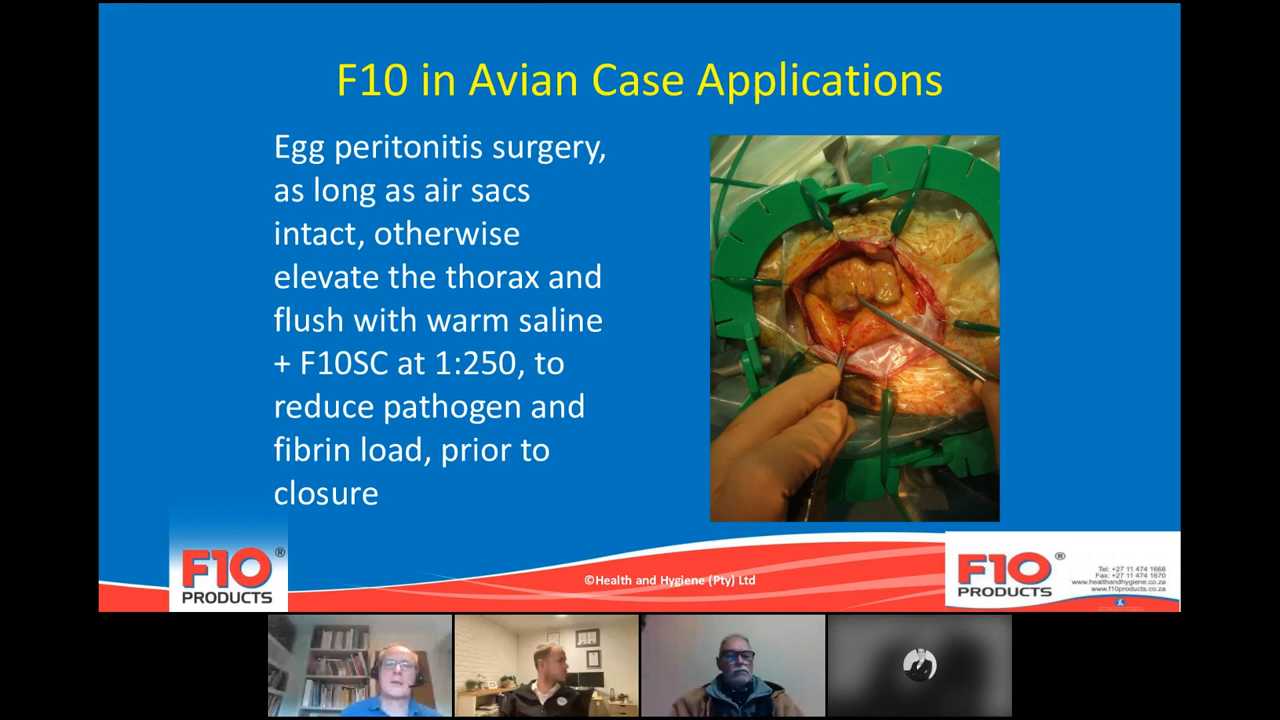 F10 in Avian Case Applications
Egg peritonitis surgery,
as long as air sacs
intact, otherwise
elevate the thorax and
flush with warm saline
+ F10SC at 1:250, to
reduce pathogen and
fibrin load, prior to
closure
F10®
PRODUCTS
©Health and Hygiene (Pty) Ltd
F10®
PRODUCTS
Tel: +27 11 474 1668
Fax: +27 11 474 1670
www.healthandhygiene.co.za
www.f10products.co.za